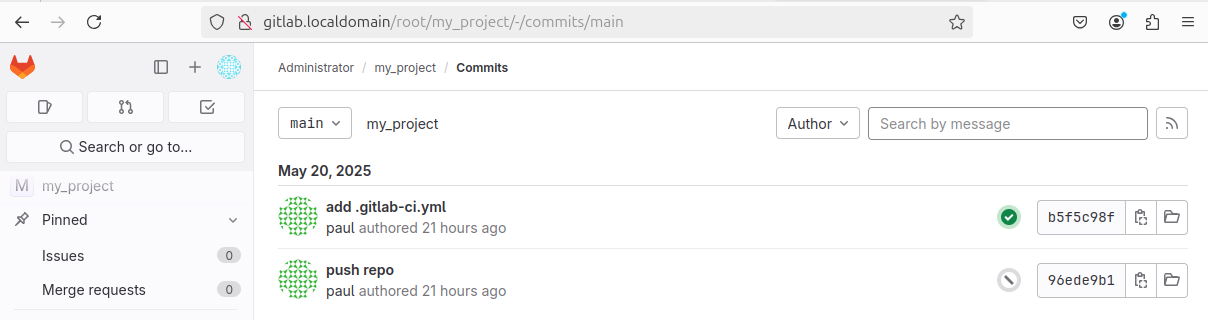 gitlab.localdomain/root/my_project/-/commits/main
Administrator / my_project / Commits
main my_project Author Search by message
Search or go to...
M my_project
Pinned
Issues 0
Merge requests 0
May 20, 2025
add .gitlab-ci.yml
paul authored 21 hours ago
b5f5c98f
push repo
paul authored 21 hours ago
96ede9b1